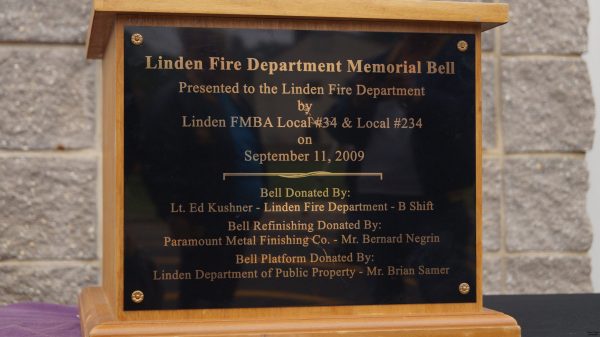 Linden Fire Department Memorial Bell
Presented to the Linden Fire Department
by
Linden FMBA Local #34 & Local #234
on
September 11, 2009
Bell Donated By:
Lt. Ed Kushner - Linden Fire Department - B Shift
Bell Refinishing Donated By:
Paramount Metal Finishing Co. - Mr. Bernard Negrin
Bell Platform Donated By:
Linden Department of Public Property - Mr. Brian Samer